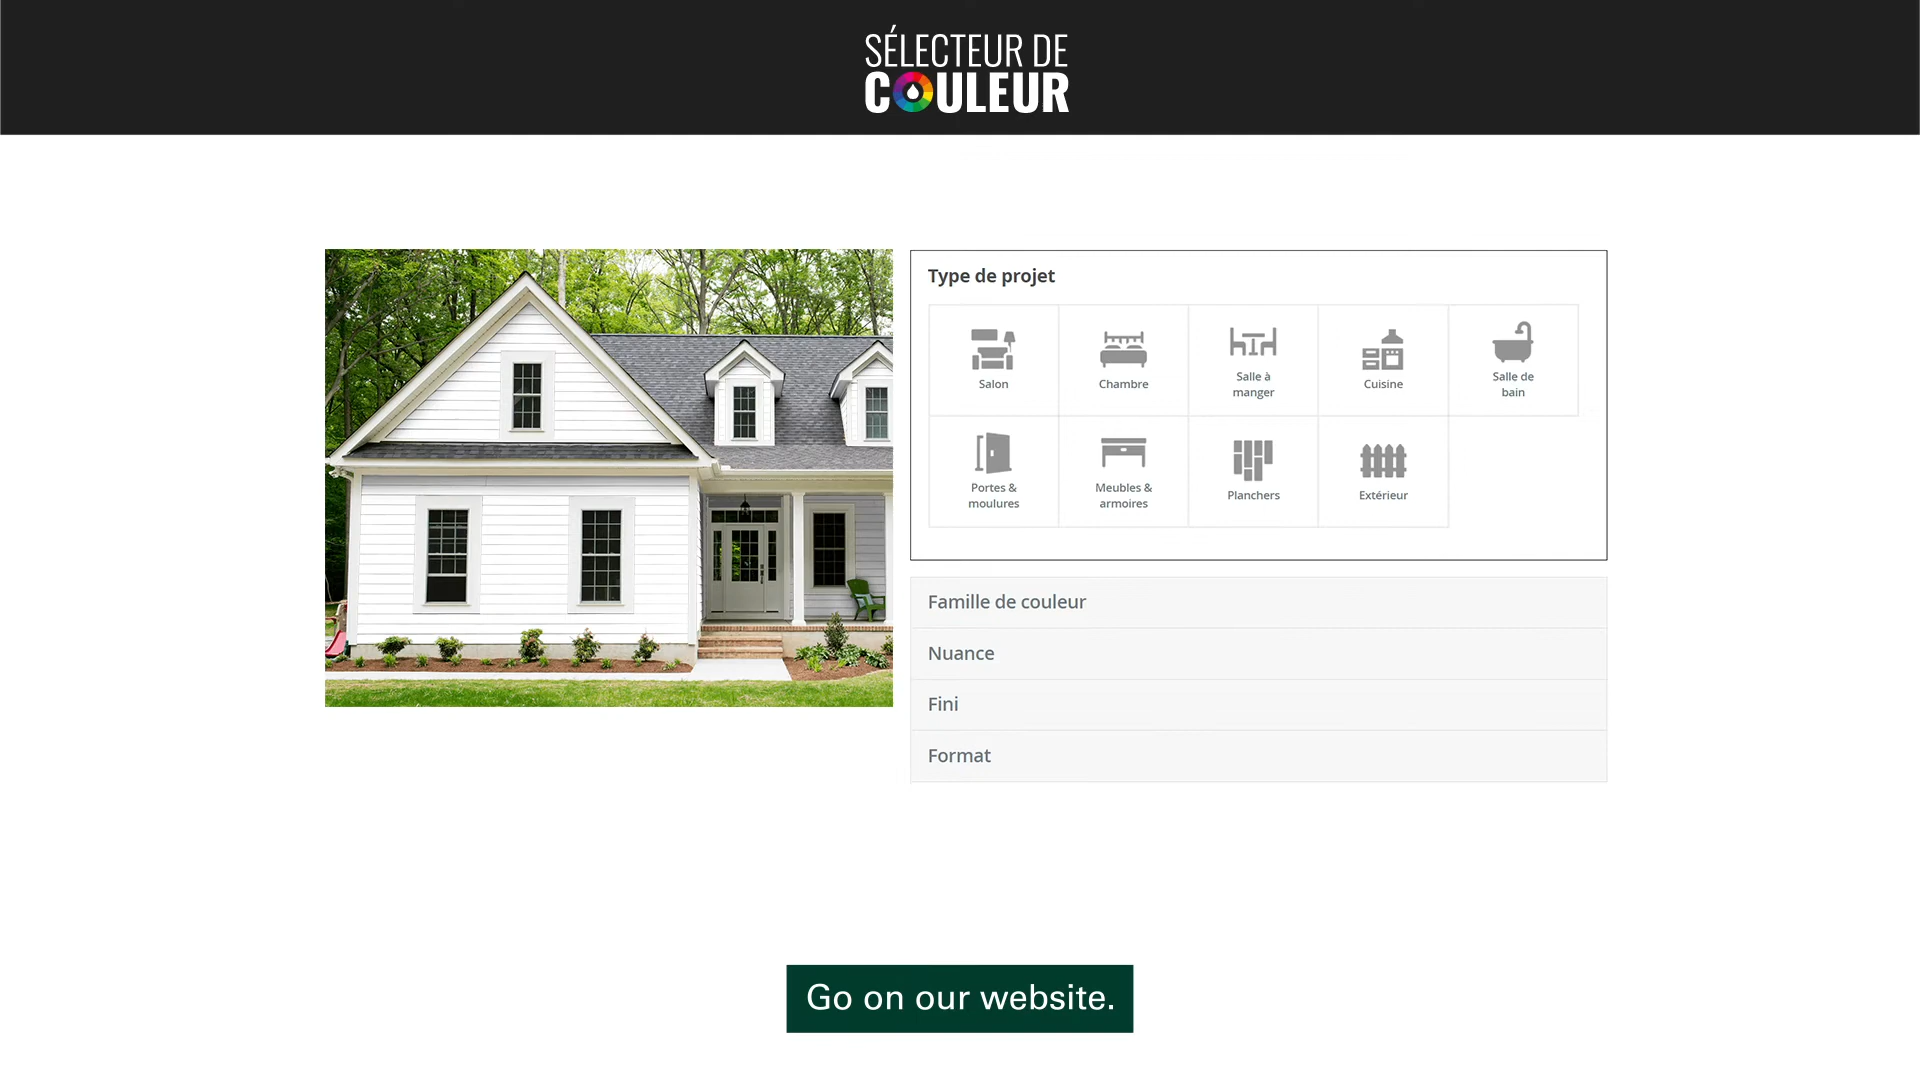 SÉLECTEUR DE
COULEUR
Type de projet
Salon
Chambre
Salle à
manger
Cuisine
Salle de
bain
Portes &
moulures
Meubles &
armoires
Planchers
Extérieur
Famille de couleur
Nuance
Fini
Format
Go on our website.